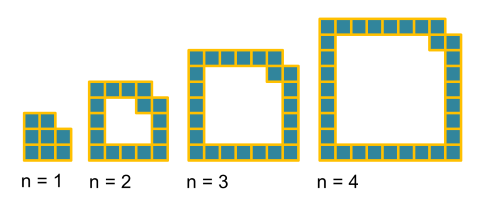 n = 1 n = 2 n = 3 n = 4